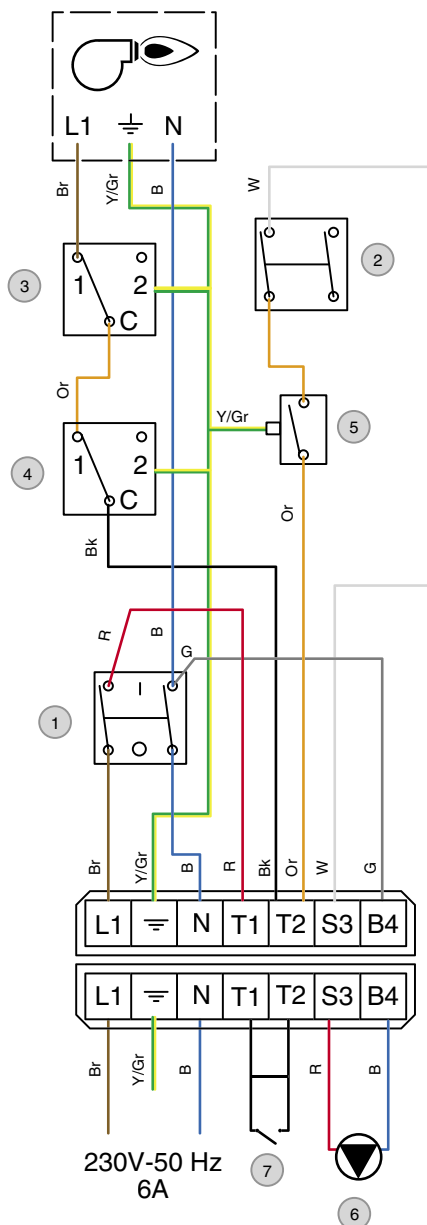 L1 N
Br Y/Gr B W
3 1 2 2
C
Or Y/Gr 5
4 1 2 Or
C
Bk
R B G
1 I
Br Y/Gr B R Bk Or W G
L1 N T1 T2 S3 B4
L1 N T1 T2 S3 B4
Br Y/Gr B R B
230V-50 Hz 7
6A 6